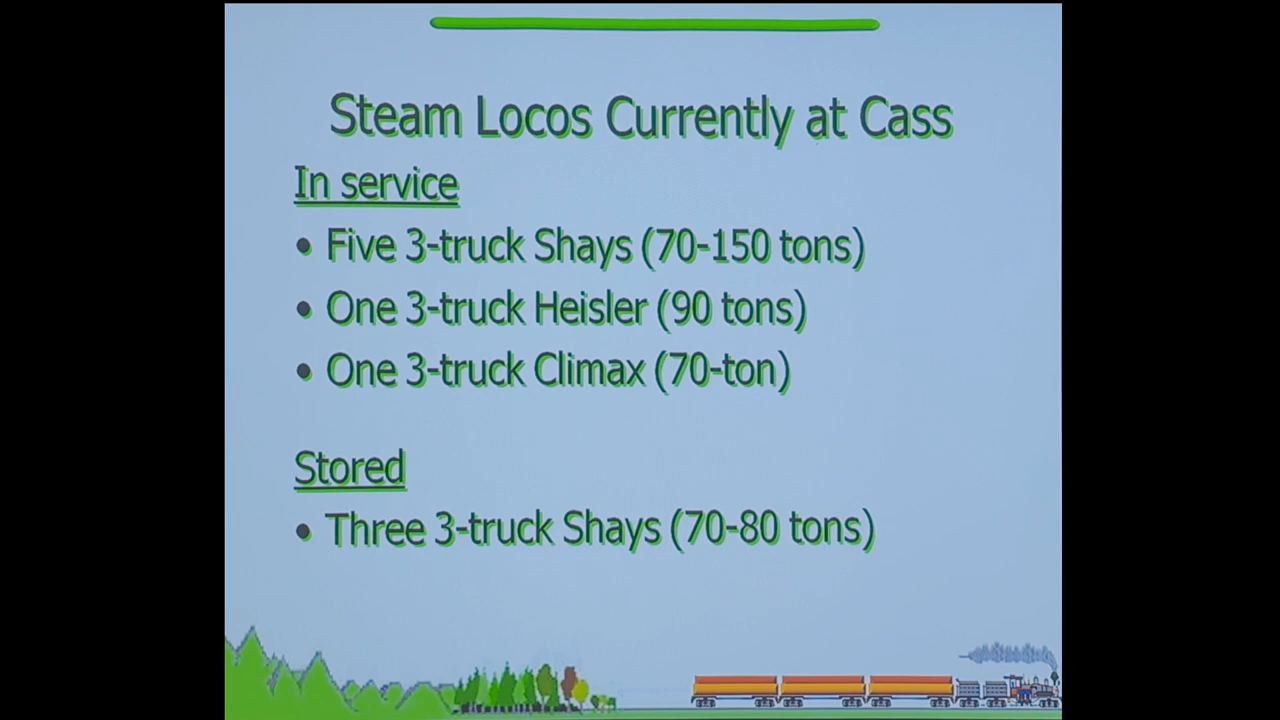 Steam Locos Currently at Cass
In service
• Five 3-truck Shays (70-150 tons)
• One 3-truck Heisler (90 tons)
• One 3-truck Climax (70-ton)
Stored
• Three 3-truck Shays (70-80 tons)